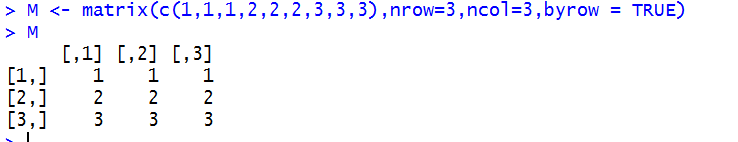 > M <- matrix(c(1,1,1,2,2,2,3,3,3),nrow=3,ncol=3,byrow = TRUE)
> M
     [,1] [,2] [,3]
[1,]    1    1    1
[2,]    2    2    2
[3,]    3    3    3
>